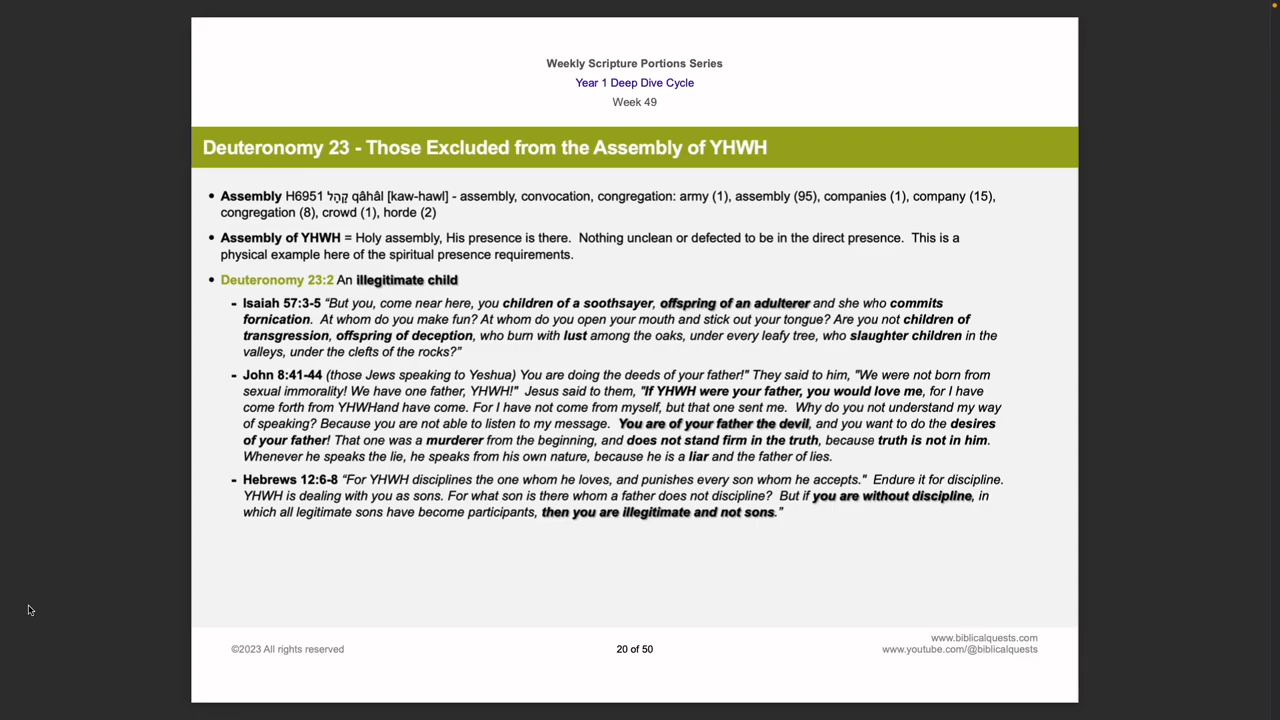 Weekly Scripture Portions Series
Year 1 Deep Dive Cycle
Week 49
Deuteronomy 23 - Those Excluded from the Assembly of YHWH
• Assembly H6951 קָהָל qâhâl [kaw-hawl] - assembly, convocation, congregation: army (1), assembly (95), companies (1), company (15),
congregation (8), crowd (1), horde (2)
• Assembly of YHWH = Holy assembly, His presence is there. Nothing unclean or defected to be in the direct presence. This is a
physical example here of the spiritual presence requirements.
• Deuteronomy 23:2 An illegitimate child
- Isaiah 57:3-5 “But you, come near here, you children of a soothsayer, offspring of an adulterer and she who commits
fornication. At whom do you make fun? At whom do you open your mouth and stick out your tongue? Are you not children of
transgression, offspring of deception, who burn with lust among the oaks, under every leafy tree, who slaughter children in the
valleys, under the clefts of the rocks?”
- John 8:41-44 (those Jews speaking to Yeshua) You are doing the deeds of your father!" They said to him, "We were not born from
sexual immorality! We have one father, YHWH!" Jesus said to them, "If YHWH were your father, you would love me, for I have
come forth from YHWHand have come. For I have not come from myself, but that one sent me. Why do you not understand my way
of speaking? Because you are not able to listen to my message. You are of your father the devil, and you want to do the desires
of your father! That one was a murderer from the beginning, and does not stand firm in the truth, because truth is not in him.
Whenever he speaks the lie, he speaks from his own nature, because he is a liar and the father of lies.
- Hebrews 12:6-8 “For YHWH disciplines the one whom he loves, and punishes every son whom he accepts." Endure it for discipline.
YHWH is dealing with you as sons. For what son is there whom a father does not discipline? But if you are without discipline, in
which all legitimate sons have become participants, then you are illegitimate and not sons.”
©2023 All rights reserved
20 of 50
www.biblicalquests.com
www.youtube.com/@biblicalquests